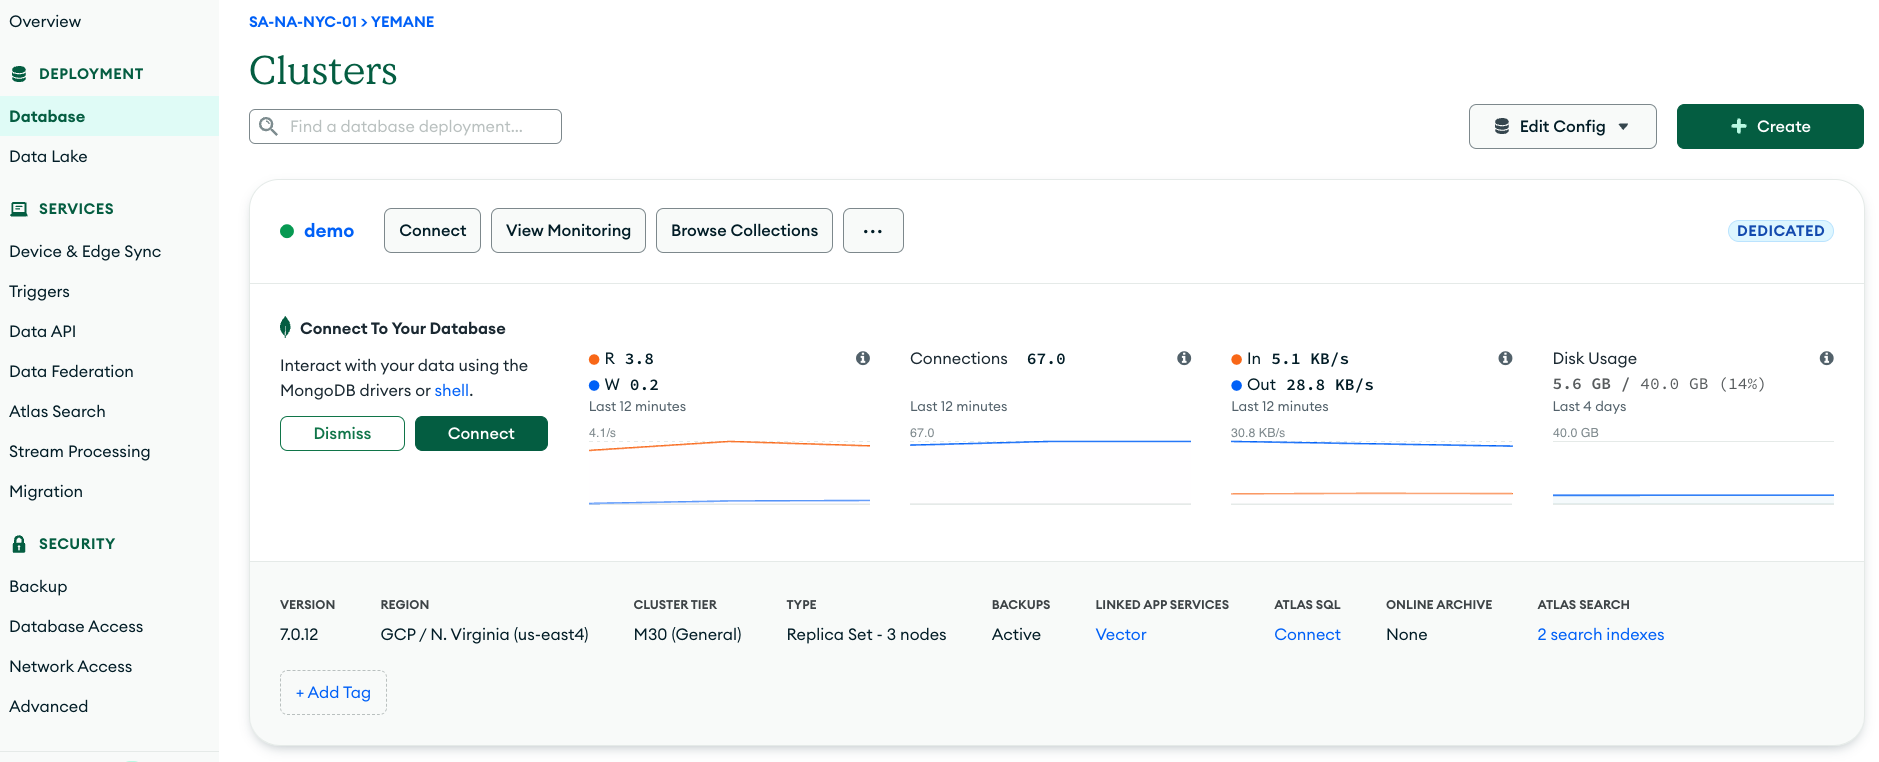 Overview
DEPLOYMENT
Database
Data Lake
SERVICES
Device & Edge Sync
Triggers
Data API
Data Federation
Atlas Search
Stream Processing
Migration
SECURITY
Backup
Database Access
Network Access
Advanced
SA-NA-NYC-01 > YEMANE
Clusters
Find a database deployment...
Edit Config
+ Create
demo
Connect
View Monitoring
Browse Collections
...
DEDICATED
Connect To Your Database
Interact with your data using the
MongoDB drivers or shell.
Dismiss
Connect
R 3.8
W 0.2
Last 12 minutes
4.1/s
Connections 67.0
Last 12 minutes
67.0
In 5.1 KB/s
Out 28.8 KB/s
Last 12 minutes
30.8 KB/s
Disk Usage
5.6 GB / 40.0 GB (14%)
Last 4 days
40.0 GB
VERSION
7.0.12
REGION
GCP / N. Virginia (us-east4)
CLUSTER TIER
M30 (General)
TYPE
Replica Set - 3 nodes
BACKUPS
Active
LINKED APP SERVICES
Vector
ATLAS SQL
Connect
ONLINE ARCHIVE
None
ATLAS SEARCH
2 search indexes
+ Add Tag